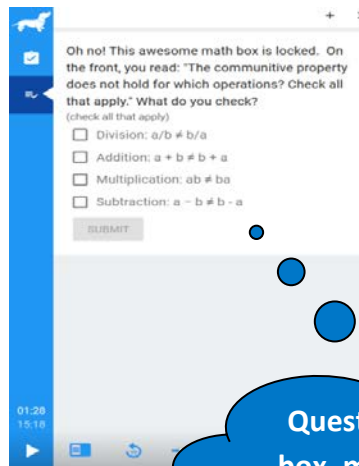 Oh no! This awesome math box is locked. On
the front, you read: "The communitive property
does not hold for which operations? Check all
that apply." What do you check?
(check all that apply)
Division: a/b ≠ b/a
Addition: a + b ≠ b + a
Multiplication: ab ≠ ba
Subtraction: a - b ≠ b - a
SUBMIT
01:28
15:18